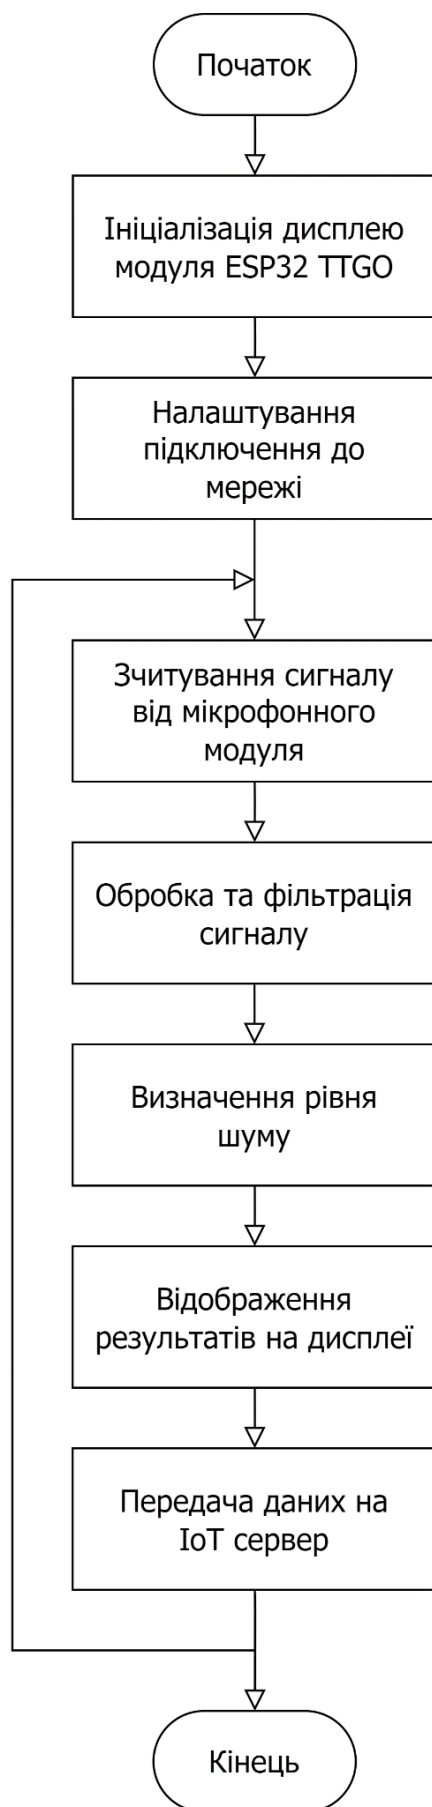 Початок
Ініціалізація дисплею
модуля ESP32 TTGO
Налаштування
підключення до
мережі
Зчитування сигналу
від мікрофонного
модуля
Обробка та фільтрація
сигналу
Визначення рівня
шуму
Відображення
результатів на дисплеї
Передача даних на
IoT сервер
Кінець